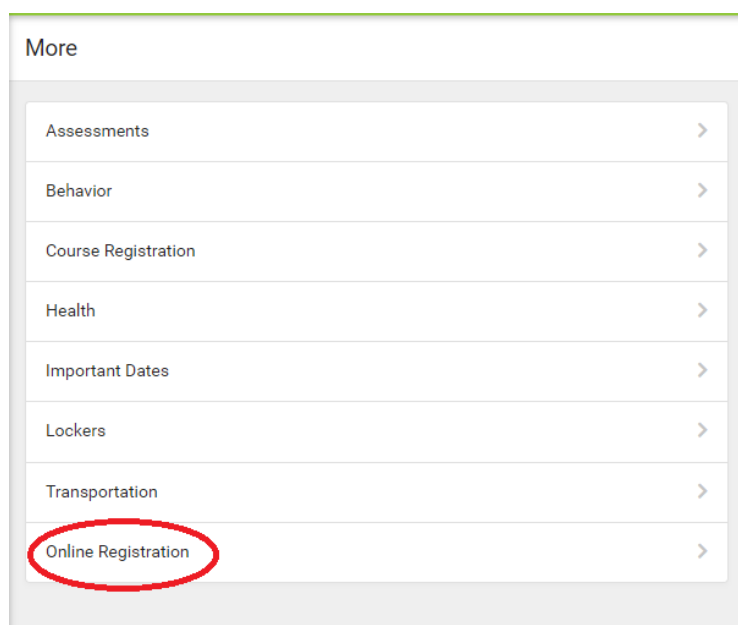 More
Assessments
Behavior
Course Registration
Health
Important Dates
Lockers
Transportation
Online Registration